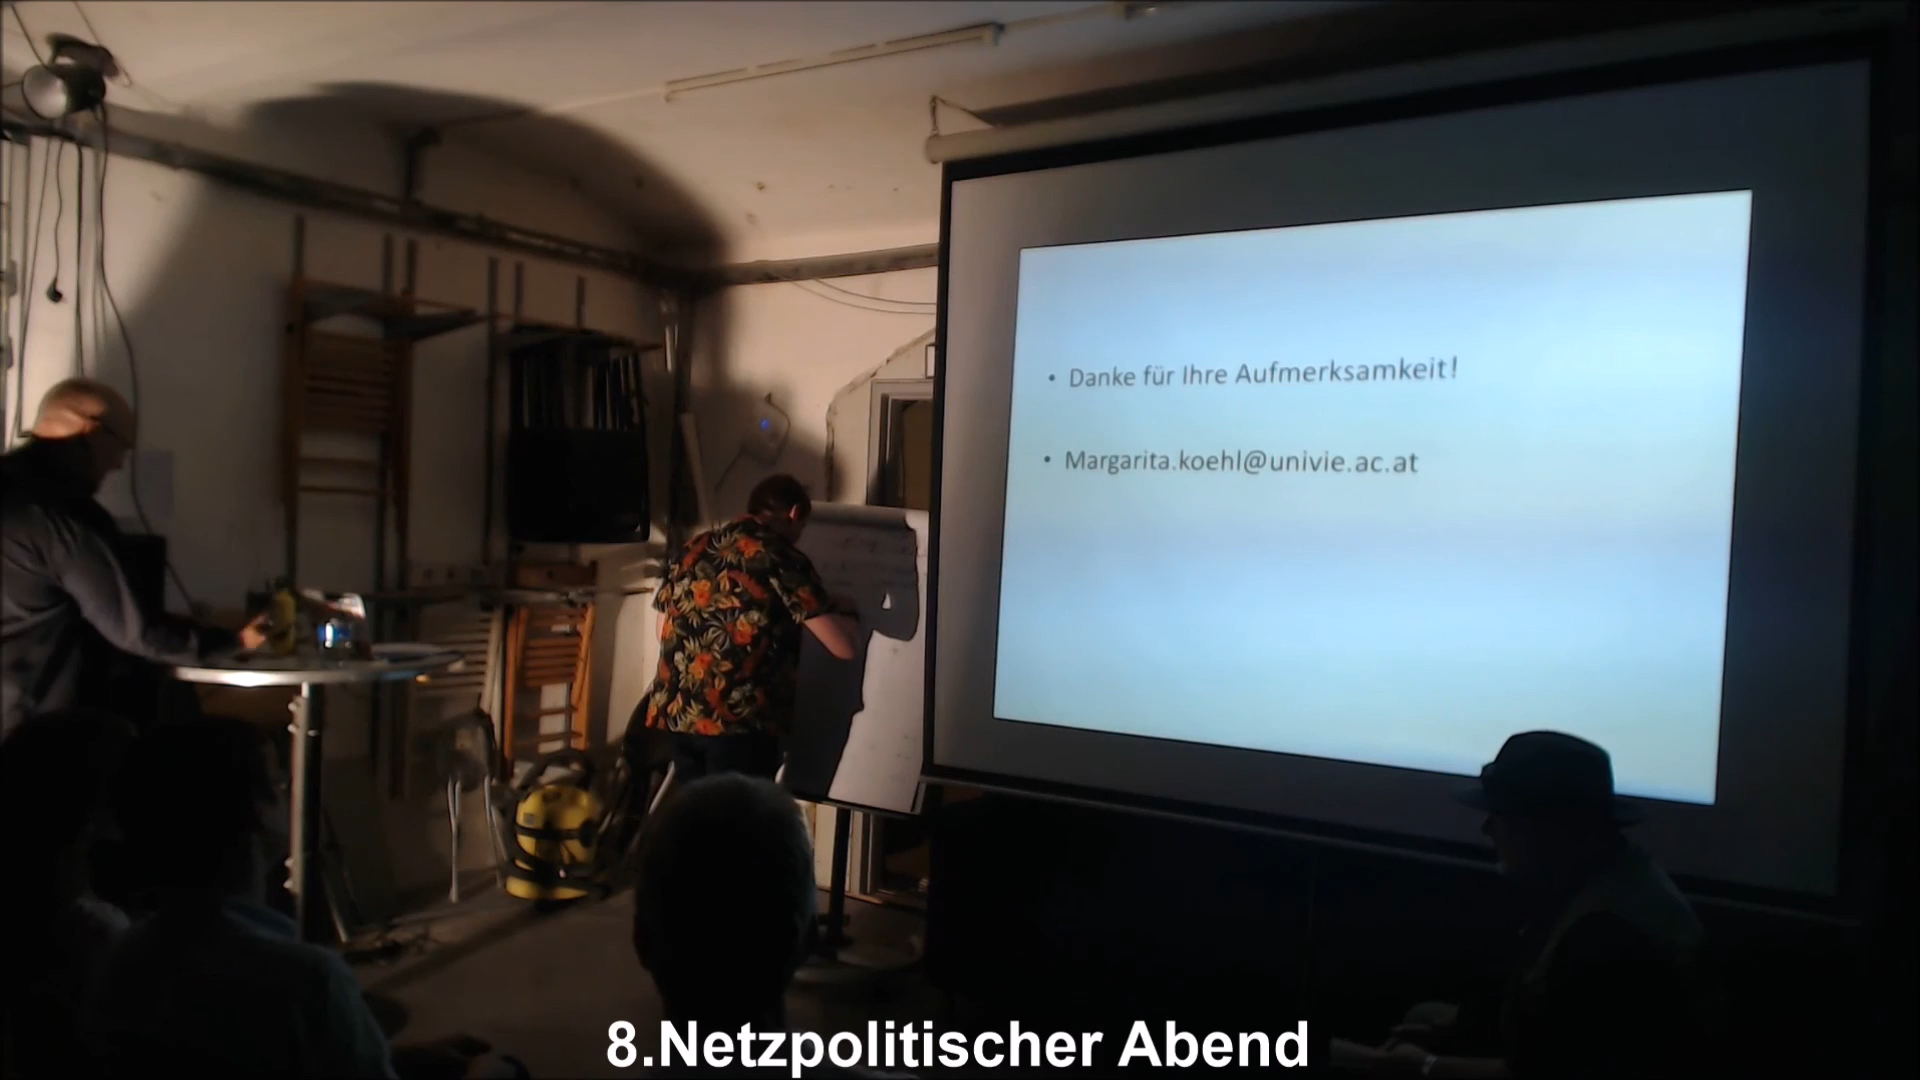 • Danke für Ihre Aufmerksamkeit!
• Margarita.koehl@univie.ac.at
8.Netzpolitischer Abend